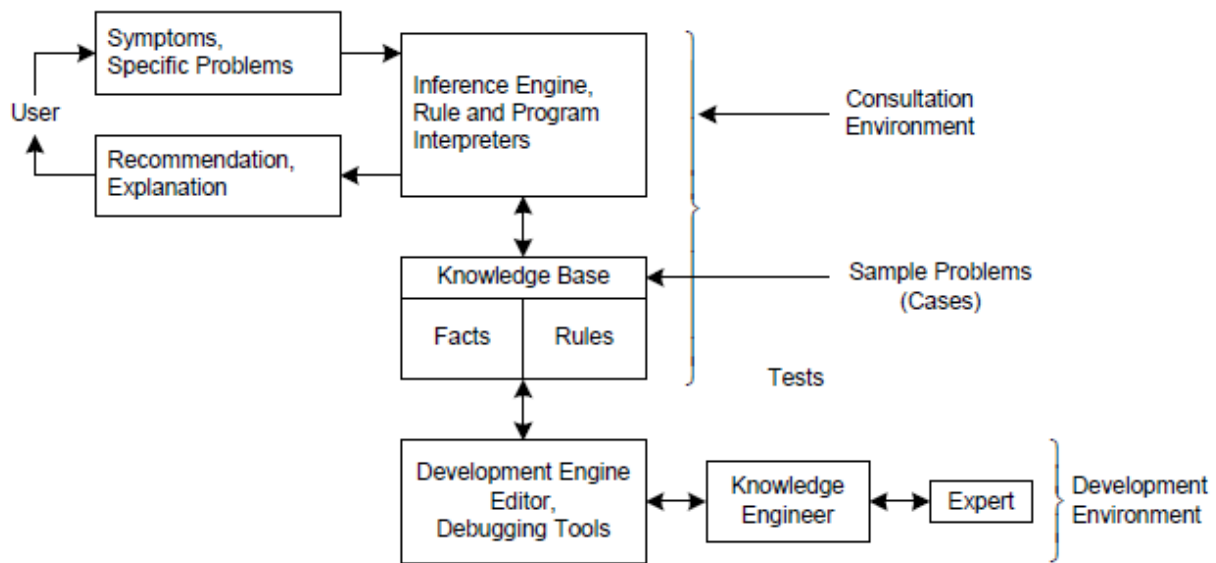 Symptoms,
Specific Problems
User
Recommendation,
Explanation
Inference Engine,
Rule and Program
Interpreters
Consultation
Environment
Knowledge Base
Facts
Rules
Sample Problems
(Cases)
Tests
Development Engine
Editor,
Debugging Tools
Knowledge
Engineer
Expert
Development
Environment